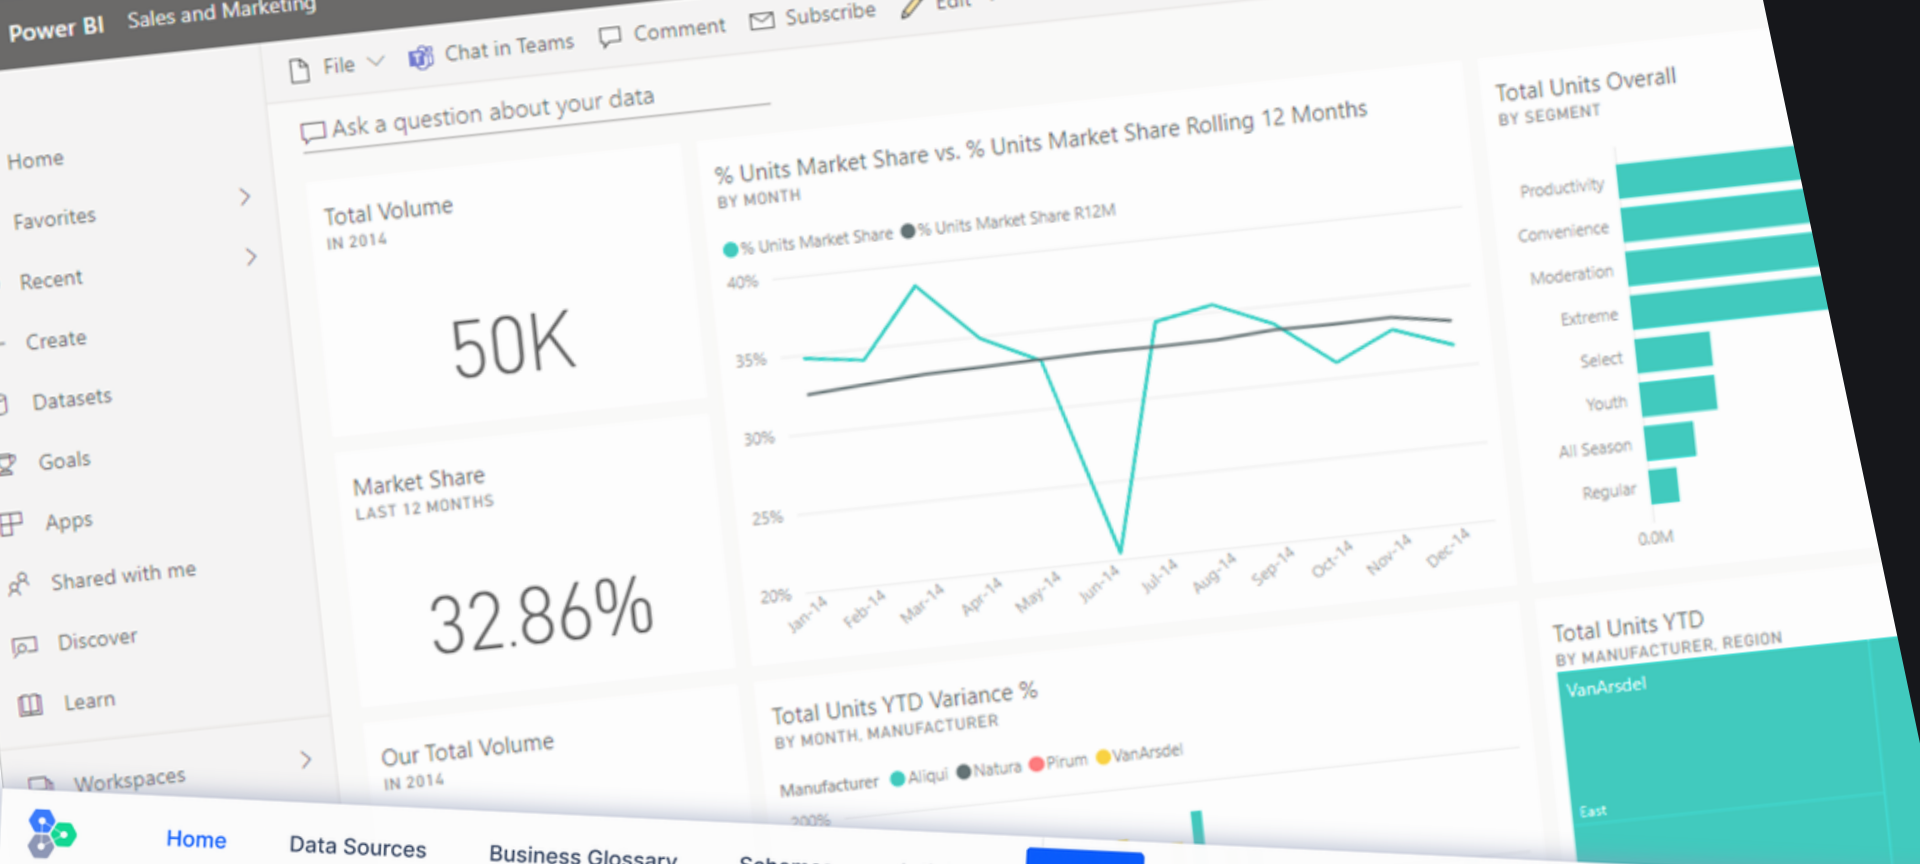 Power BI Sales and Marketing
File Chat in Teams Comment Subscribe Edit
Ask a question about your data
Home
Favorites
Recent
Create
Datasets
Goals
Apps
Shared with me
Discover
Learn
Workspaces
Total Volume
IN 2014
50K
Market Share
LAST 12 MONTHS
32.86%
Our Total Volume
IN 2014
% Units Market Share vs. % Units Market Share Rolling 12 Months
BY MONTH
% Units Market Share % Units Market Share R12M
40%
35%
30%
25%
20%
Jan-14 Feb-14 Mar-14 Apr-14 May-14 Jun-14 Jul-14 Aug-14 Sep-14 Oct-14 Nov-14 Dec-14
Total Units YTD Variance %
BY MONTH, MANUFACTURER
Manufacturer Aliqui Natura Pirum VanArsdel
200%
Total Units Overall
BY SEGMENT
Productivity
Convenience
Moderation
Extreme
Select
Youth
All Season
Regular
0.0M
Total Units YTD
BY MANUFACTURER, REGION
VanArsdel
East
Home Data Sources Business Glossary